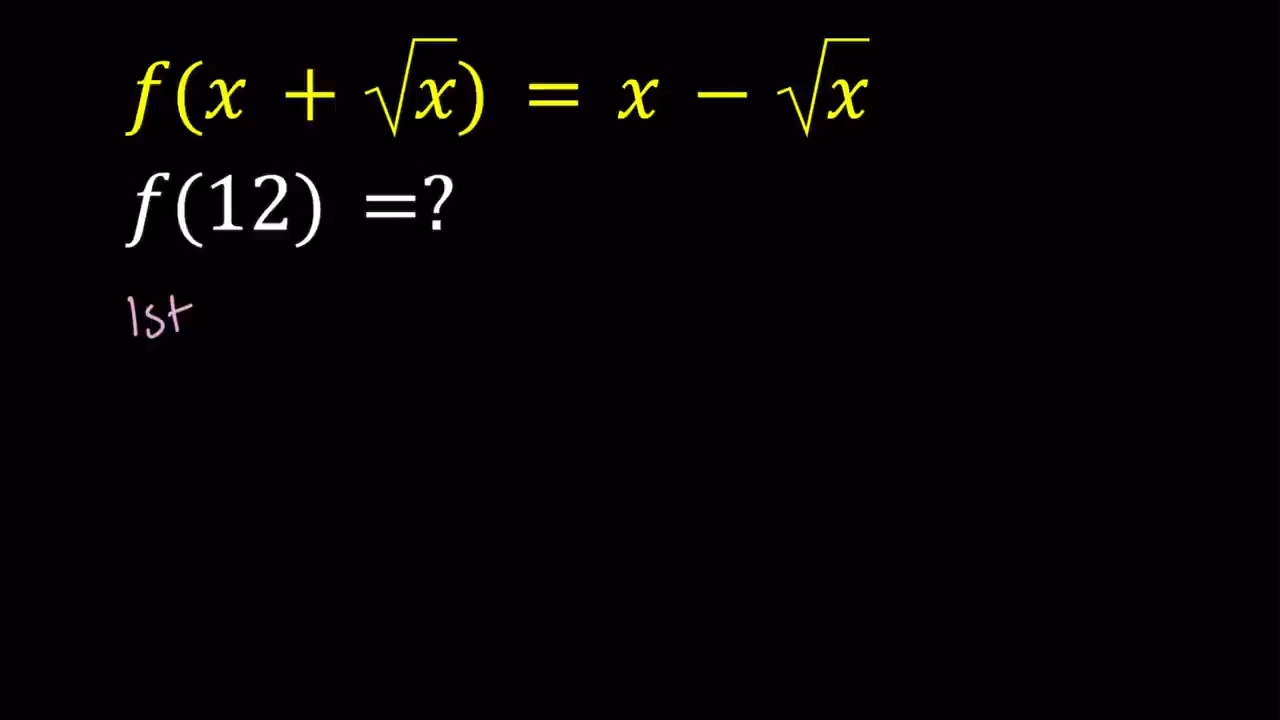 f(x + √x) = x − √x
f(12) =?
1st